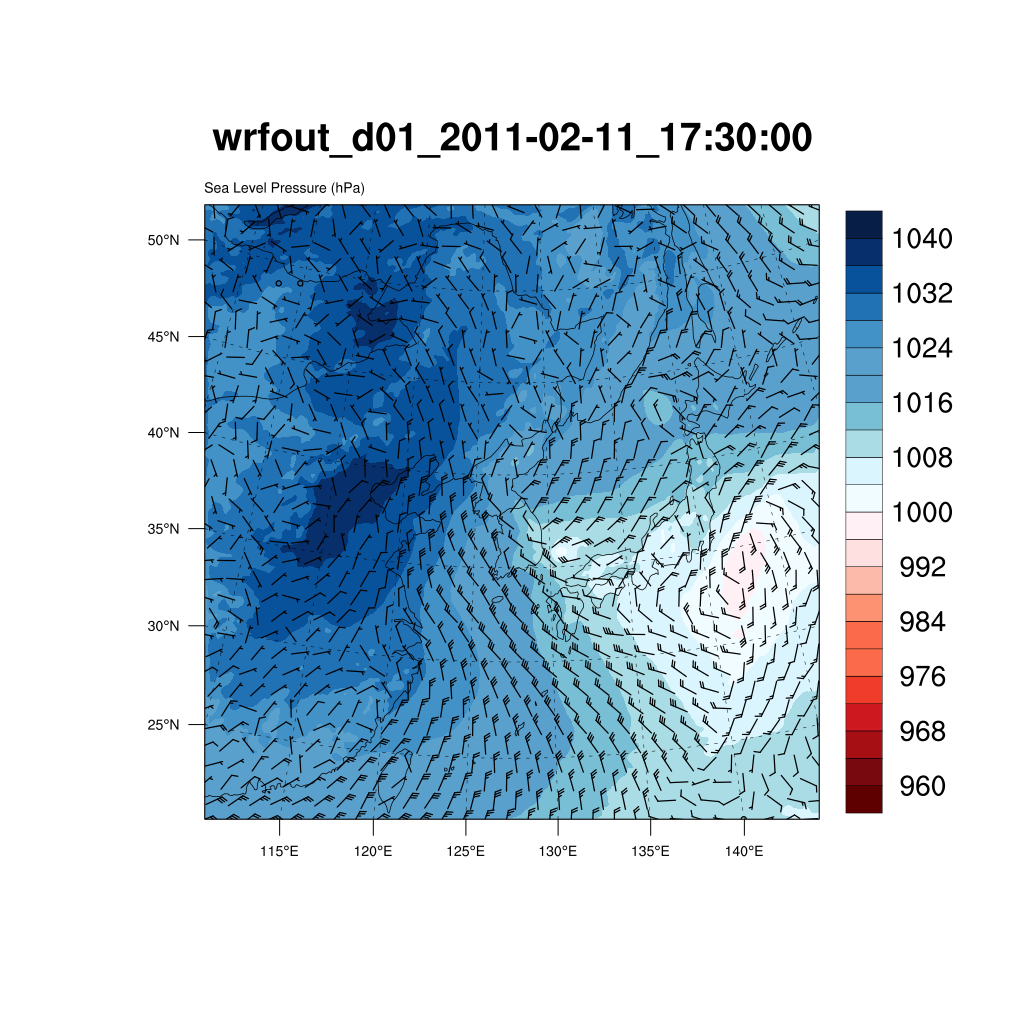 wrfout_d01_2011-02-11_17:30:00
Sea Level Pressure (hPa)
50°N
45°N
40°N
35°N
30°N
25°N
115°E
120°E
125°E
130°E
135°E
140°E
1040
1032
1024
1016
1008
1000
992
984
976
968
960